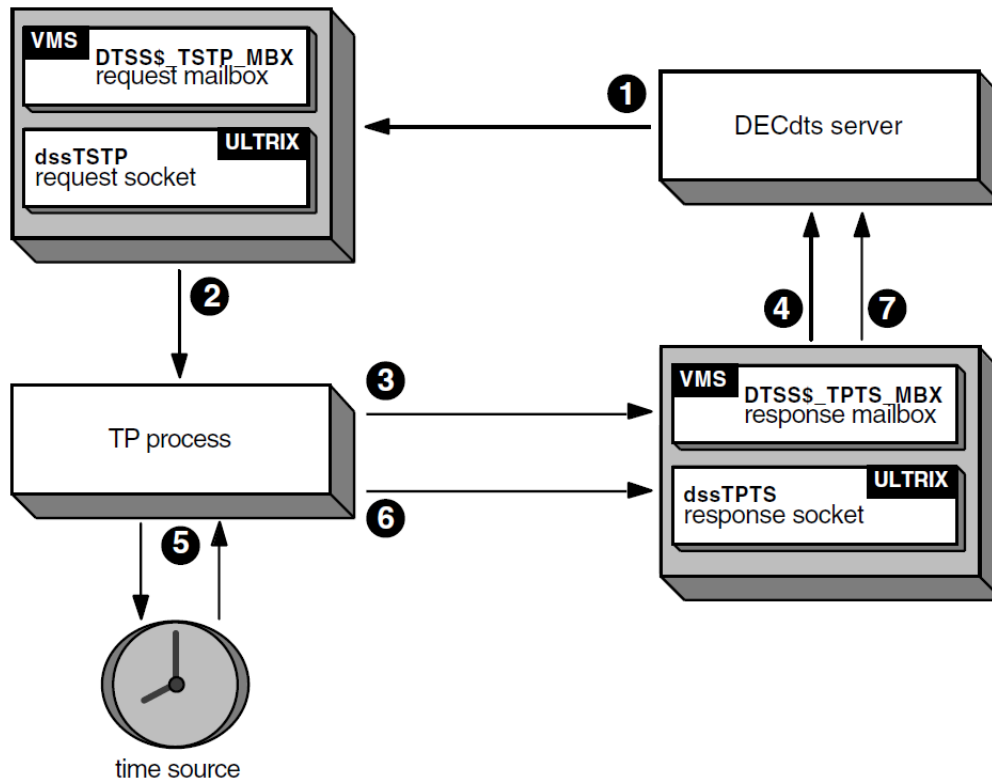 VMS
DTSS$_TSTP_MBX
request mailbox
ULTRIX
dssTSTP
request socket
1
DECdts server
2
4
7
3
TP process
VMS
DTSS$_TPTS_MBX
response mailbox
ULTRIX
dssTPTS
response socket
6
5
time source